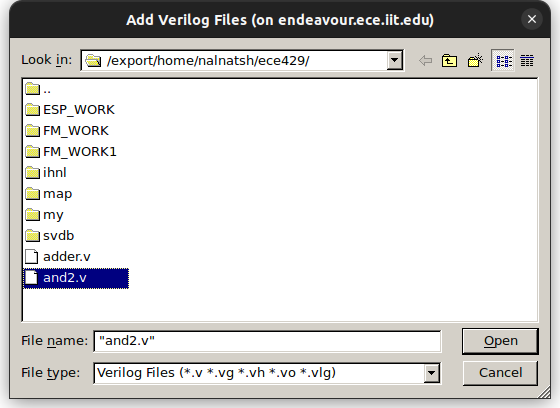 Add Verilog Files (on endeavour.ece.iit.edu)
Look in: /export/home/nalnatsh/ece429/
..
ESP_WORK
FM_WORK
FM_WORK1
ihnl
map
my
svdb
adder.v
and2.v
File name: "and2.v" Open
File type: Verilog Files (*.v *.vg *.vh *.vo *.vlg) Cancel